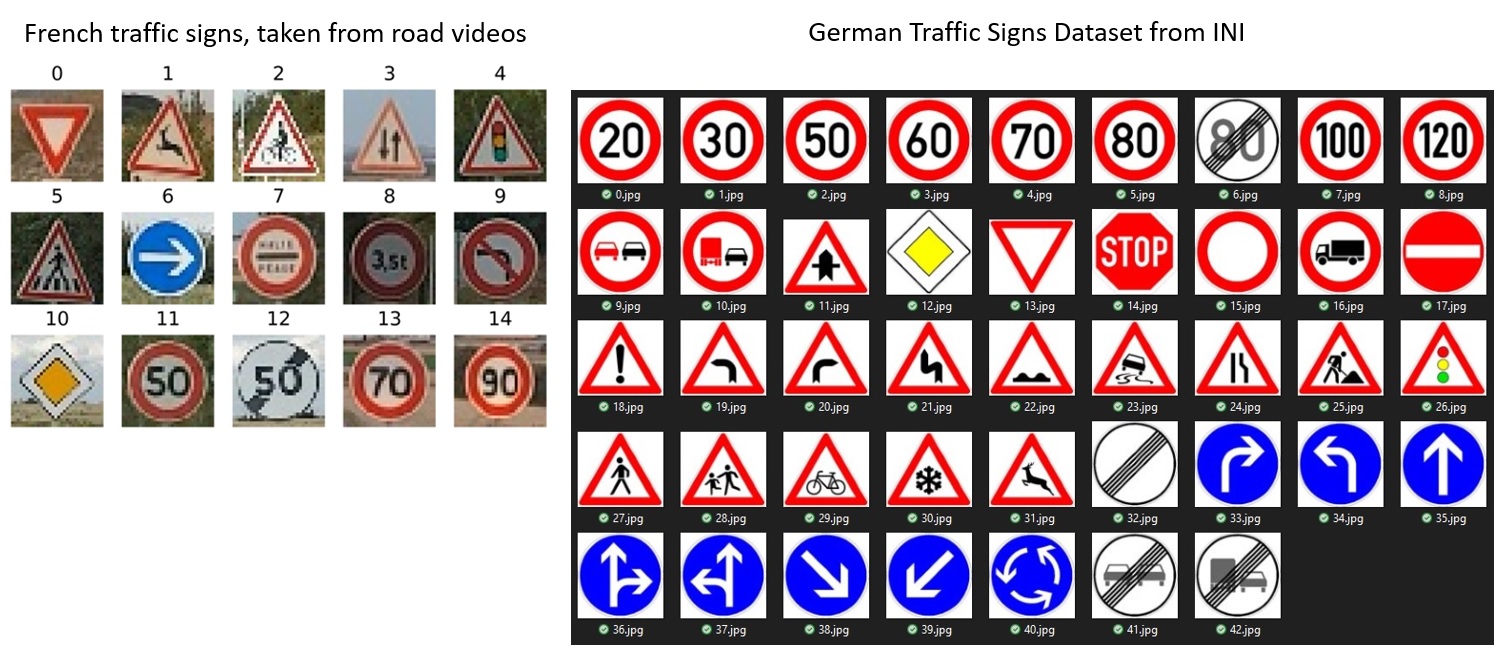 French traffic signs, taken from road videos
German Traffic Signs Dataset from INI
0 1 2 3 4
5 6 7 8 9
HALTE
PEAGE
3,5t
10 11 12 13 14
50 50 70 90
20 30 50 60 70 80 80 100 120
0.jpg 1.jpg 2.jpg 3.jpg 4.jpg 5.jpg 6.jpg 7.jpg 8.jpg
STOP
9.jpg 10.jpg 11.jpg 12.jpg 13.jpg 14.jpg 15.jpg 16.jpg 17.jpg
18.jpg 19.jpg 20.jpg 21.jpg 22.jpg 23.jpg 24.jpg 25.jpg 26.jpg
27.jpg 28.jpg 29.jpg 30.jpg 31.jpg 32.jpg 33.jpg 34.jpg 35.jpg
36.jpg 37.jpg 38.jpg 39.jpg 40.jpg 41.jpg 42.jpg